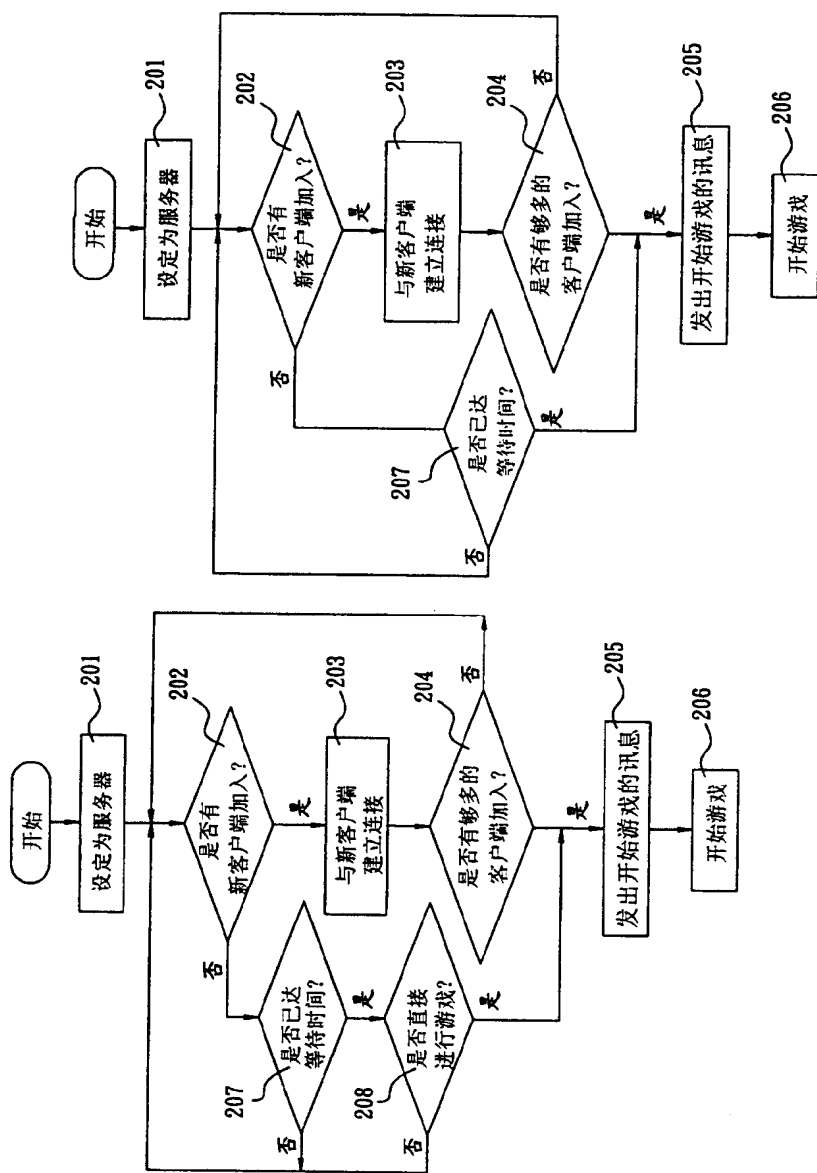 开始
201
设定为服务器
202
是否有
新客户端加入?
是
否
203
与新客户端
建立连接
204
是否有够多的
客户端加入?
否
是
207
是否已达
等待时间?
否
是
205
发出开始游戏的讯息
206
开始游戏
开始
201
设定为服务器
202
是否有
新客户端加入?
是
否
203
与新客户端
建立连接
204
是否有够多的
客户端加入?
否
是
207
是否已达
等待时间?
否
是
208
是否直接
进行游戏?
否
是
205
发出开始游戏的讯息
206
开始游戏